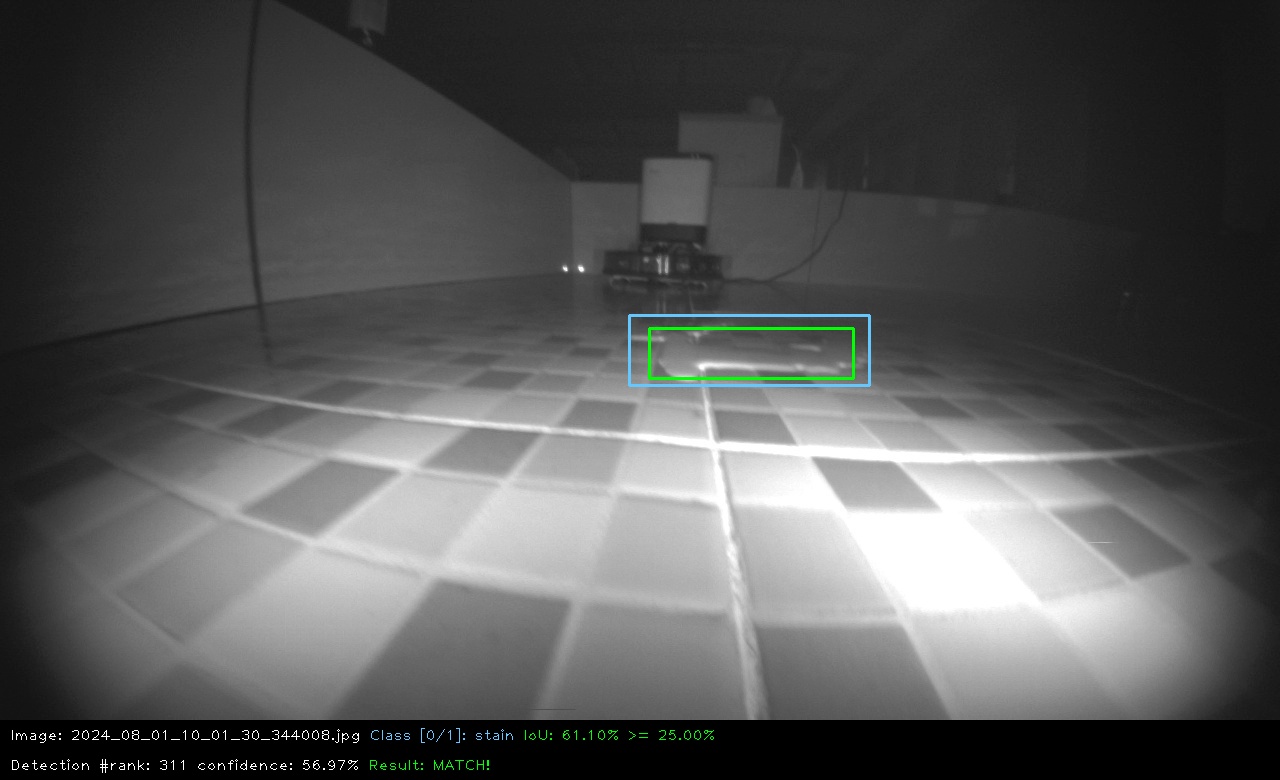 Image: 2024_08_01_10_01_30_344008.jpg Class [0/1]: stain IoU: 61.10% >= 25.00%
Detection #rank: 311 confidence: 56.97% Result: MATCH!